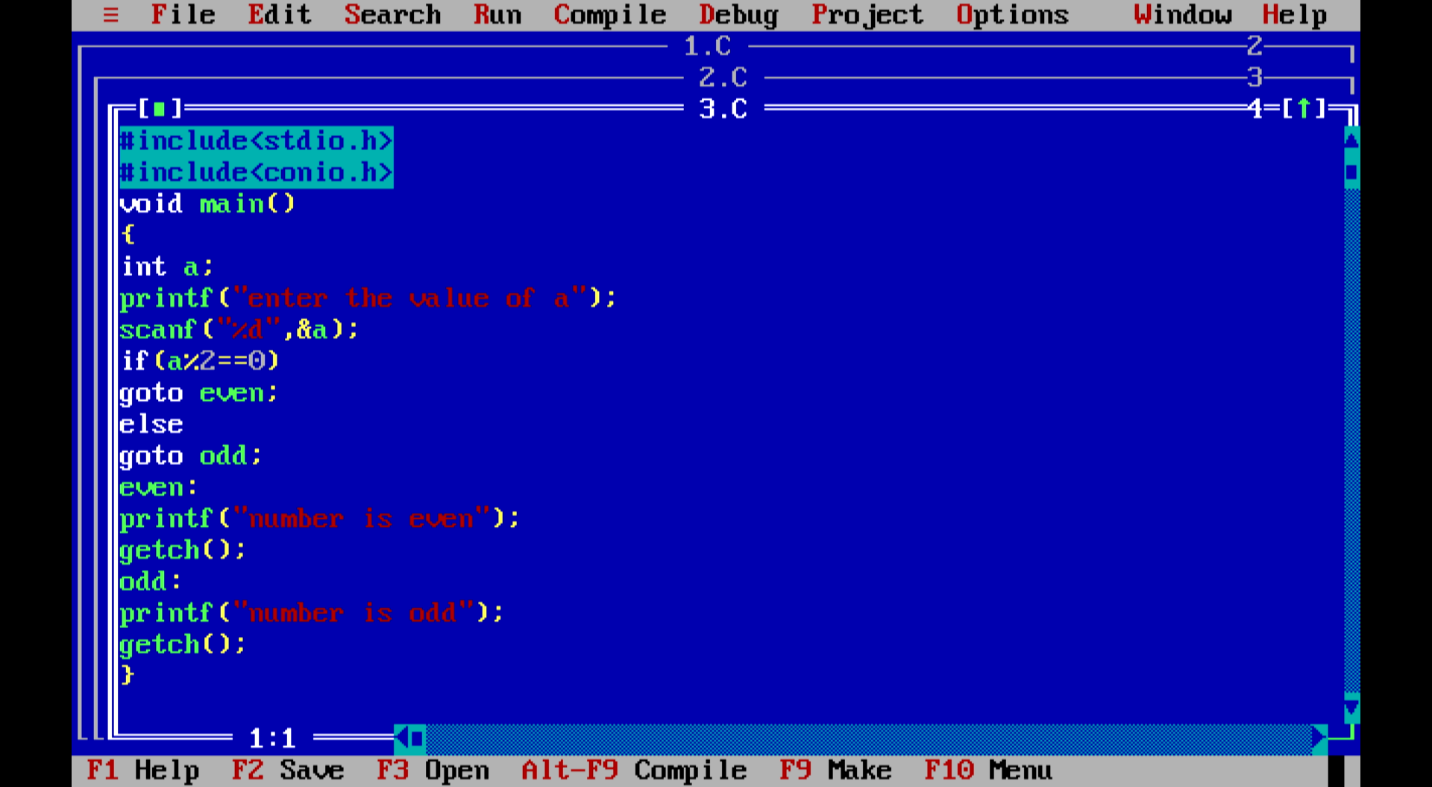 ≡ File Edit Search Run Compile Debug Project Options Window Help
1.C 2
2.C 3
[■] 3.C 4=[↑]
#include<stdio.h>
#include<conio.h>
void main()
{
int a;
printf("enter the value of a");
scanf("%d",&a);
if(a%2==0)
goto even;
else
goto odd;
even:
printf("number is even");
getch();
odd:
printf("number is odd");
getch();
}
1:1
F1 Help F2 Save F3 Open Alt-F9 Compile F9 Make F10 Menu